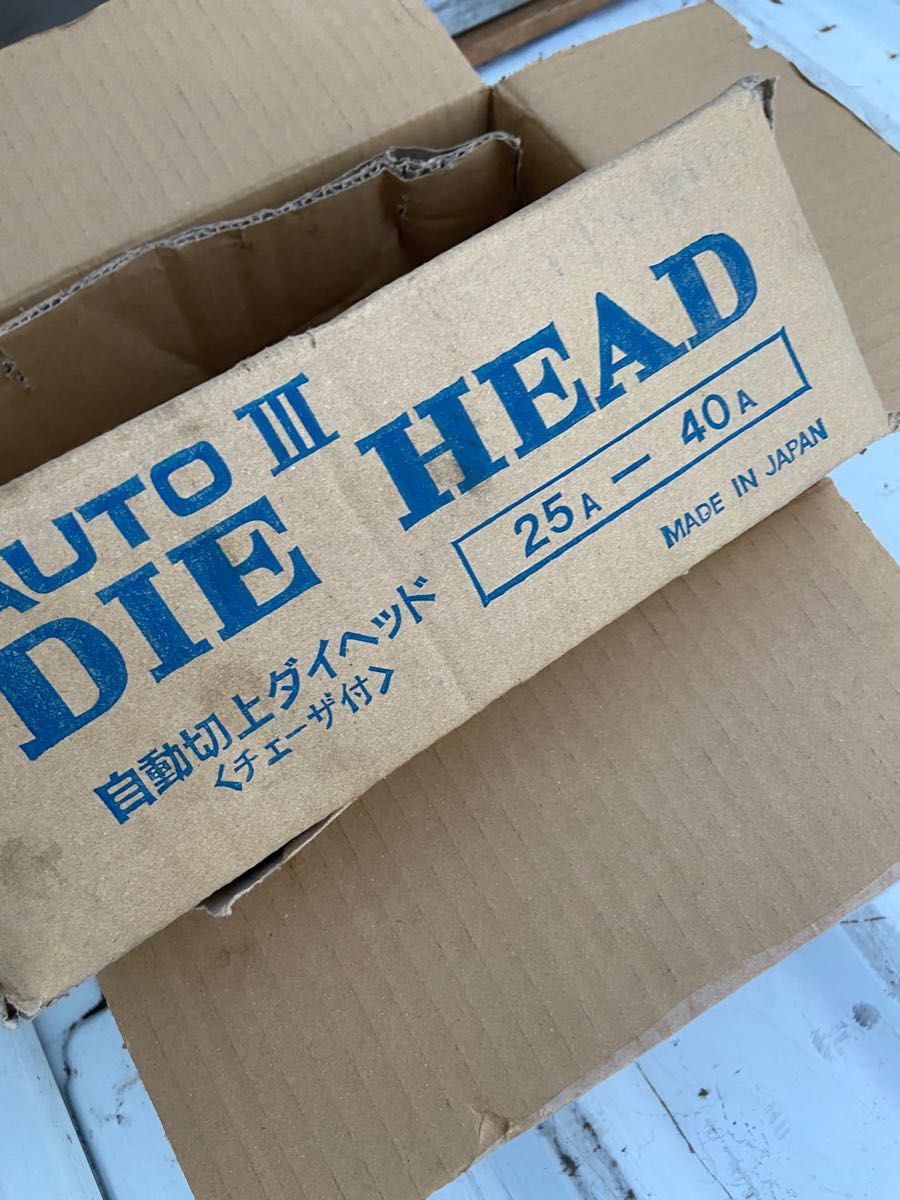 AUTO III
DIE HEAD
25A - 40A
自動切上ダイヘッド
<チェーザ付>
MADE IN JAPAN